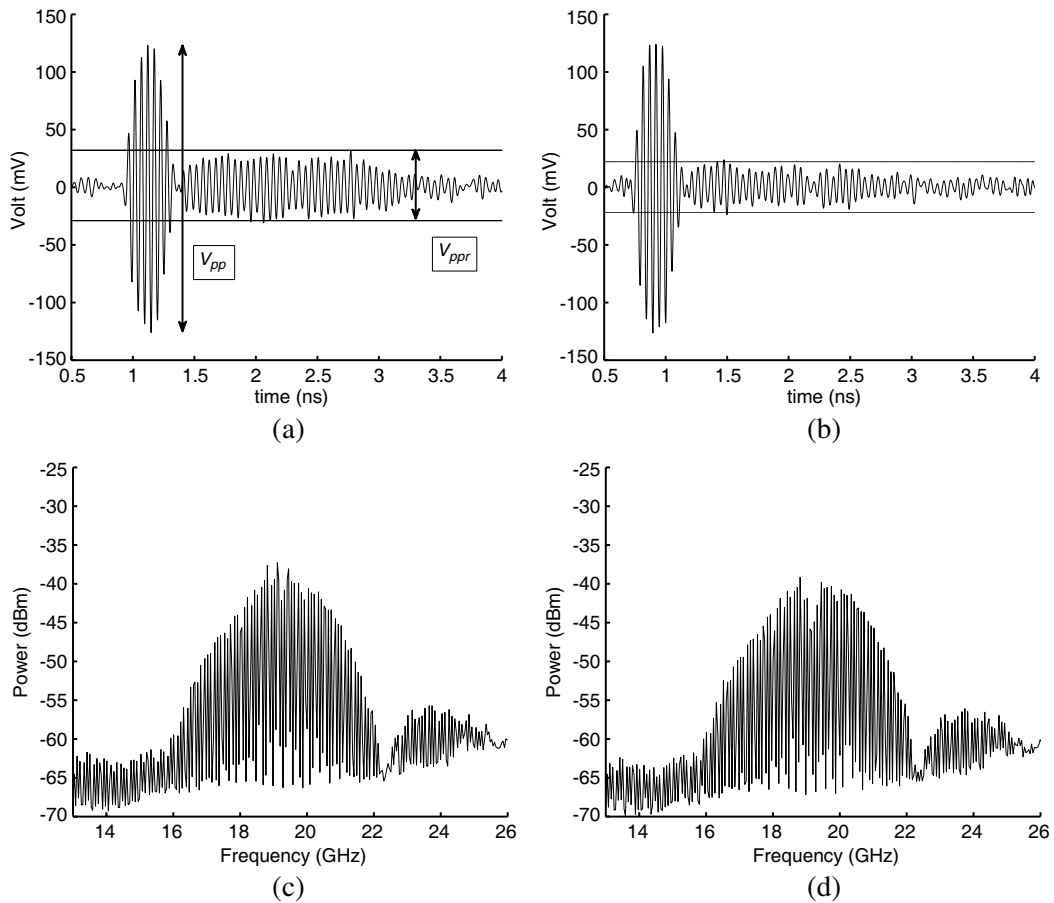 150
100
50
0
-50
-100
-150
Volt (mV)
0.5 1 1.5 2 2.5 3 3.5 4
time (ns)
Vpp
Vppr
(a)
150
100
50
0
-50
-100
-150
Volt (mV)
0.5 1 1.5 2 2.5 3 3.5 4
time (ns)
(b)
-25
-30
-35
-40
-45
-50
-55
-60
-65
-70
Power (dBm)
14 16 18 20 22 24 26
Frequency (GHz)
(c)
-25
-30
-35
-40
-45
-50
-55
-60
-65
-70
Power (dBm)
14 16 18 20 22 24 26
Frequency (GHz)
(d)